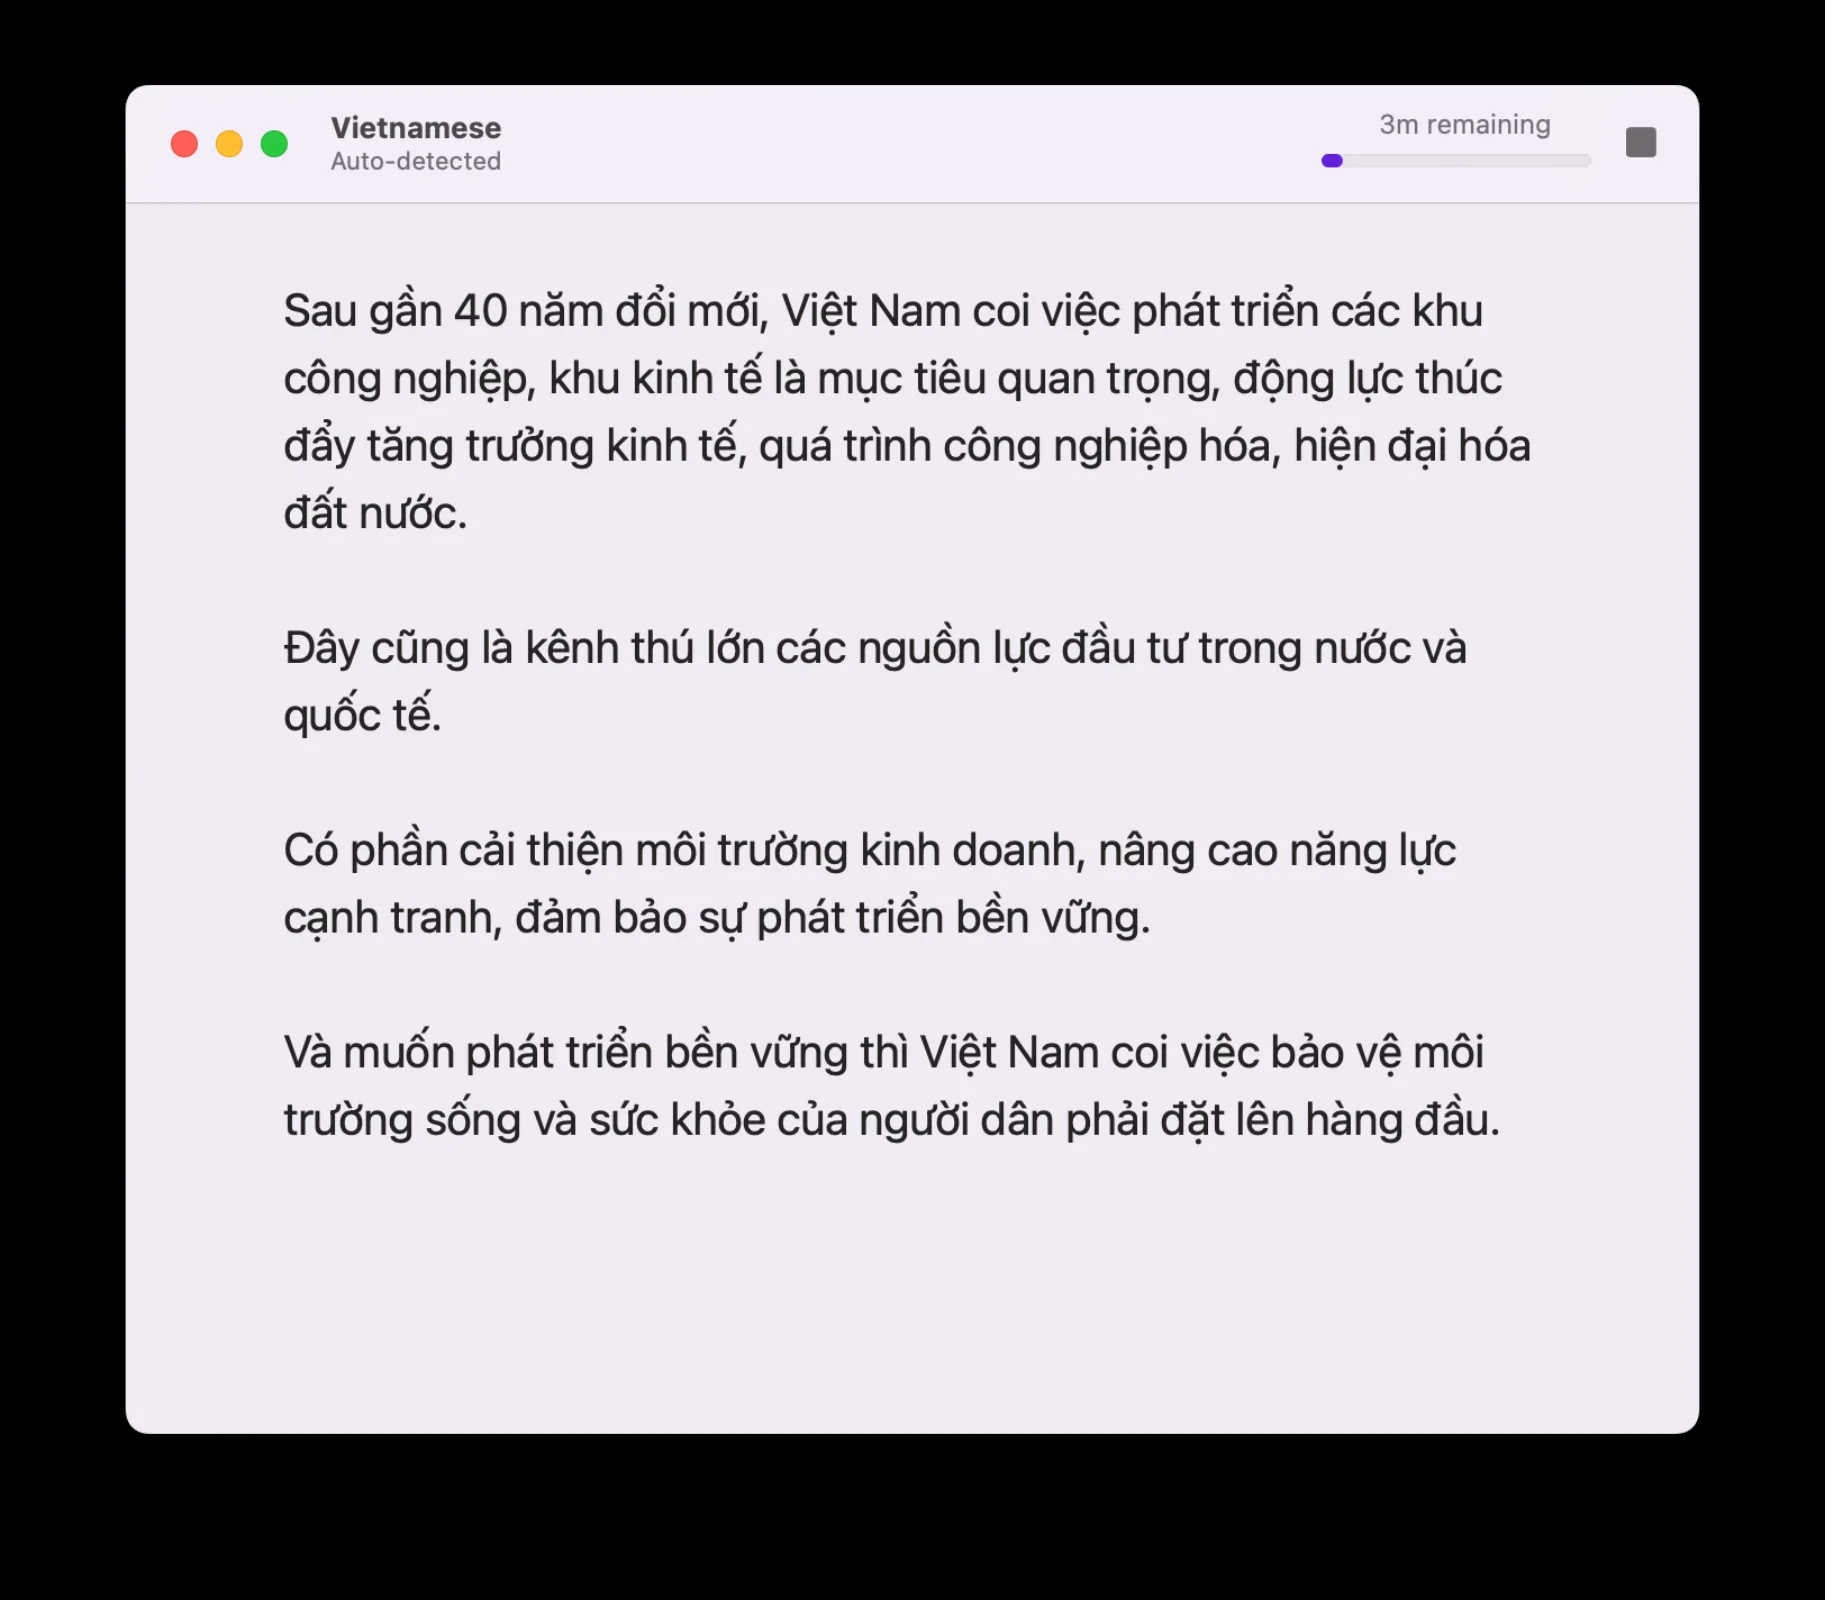 Vietnamese
Auto-detected
3m remaining
Sau gần 40 năm đổi mới, Việt Nam coi việc phát triển các khu
công nghiệp, khu kinh tế là mục tiêu quan trọng, động lực thúc
đẩy tăng trưởng kinh tế, quá trình công nghiệp hóa, hiện đại hóa
đất nước.
Đây cũng là kênh thú lớn các nguồn lực đầu tư trong nước và
quốc tế.
Có phần cải thiện môi trường kinh doanh, nâng cao năng lực
cạnh tranh, đảm bảo sự phát triển bền vững.
Và muốn phát triển bền vững thì Việt Nam coi việc bảo vệ môi
trường sống và sức khỏe của người dân phải đặt lên hàng đầu.